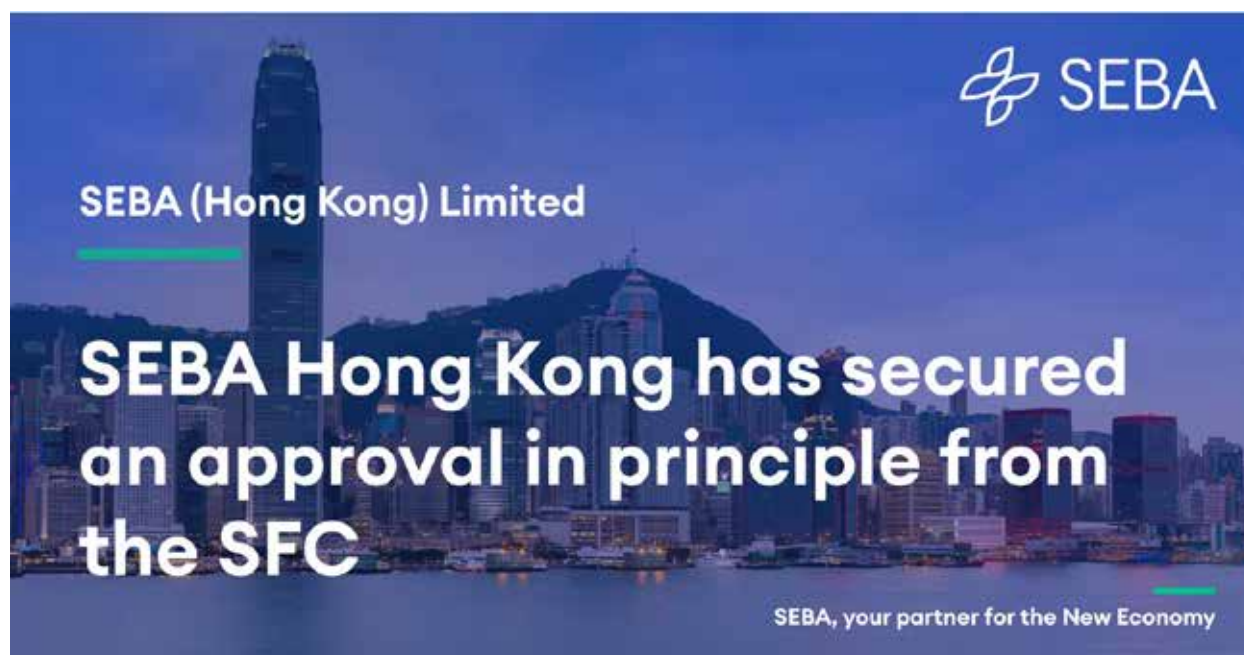 SEBA
SEBA (Hong Kong) Limited
SEBA Hong Kong has secured
an approval in principle from
the SFC
SEBA, your partner for the New Economy